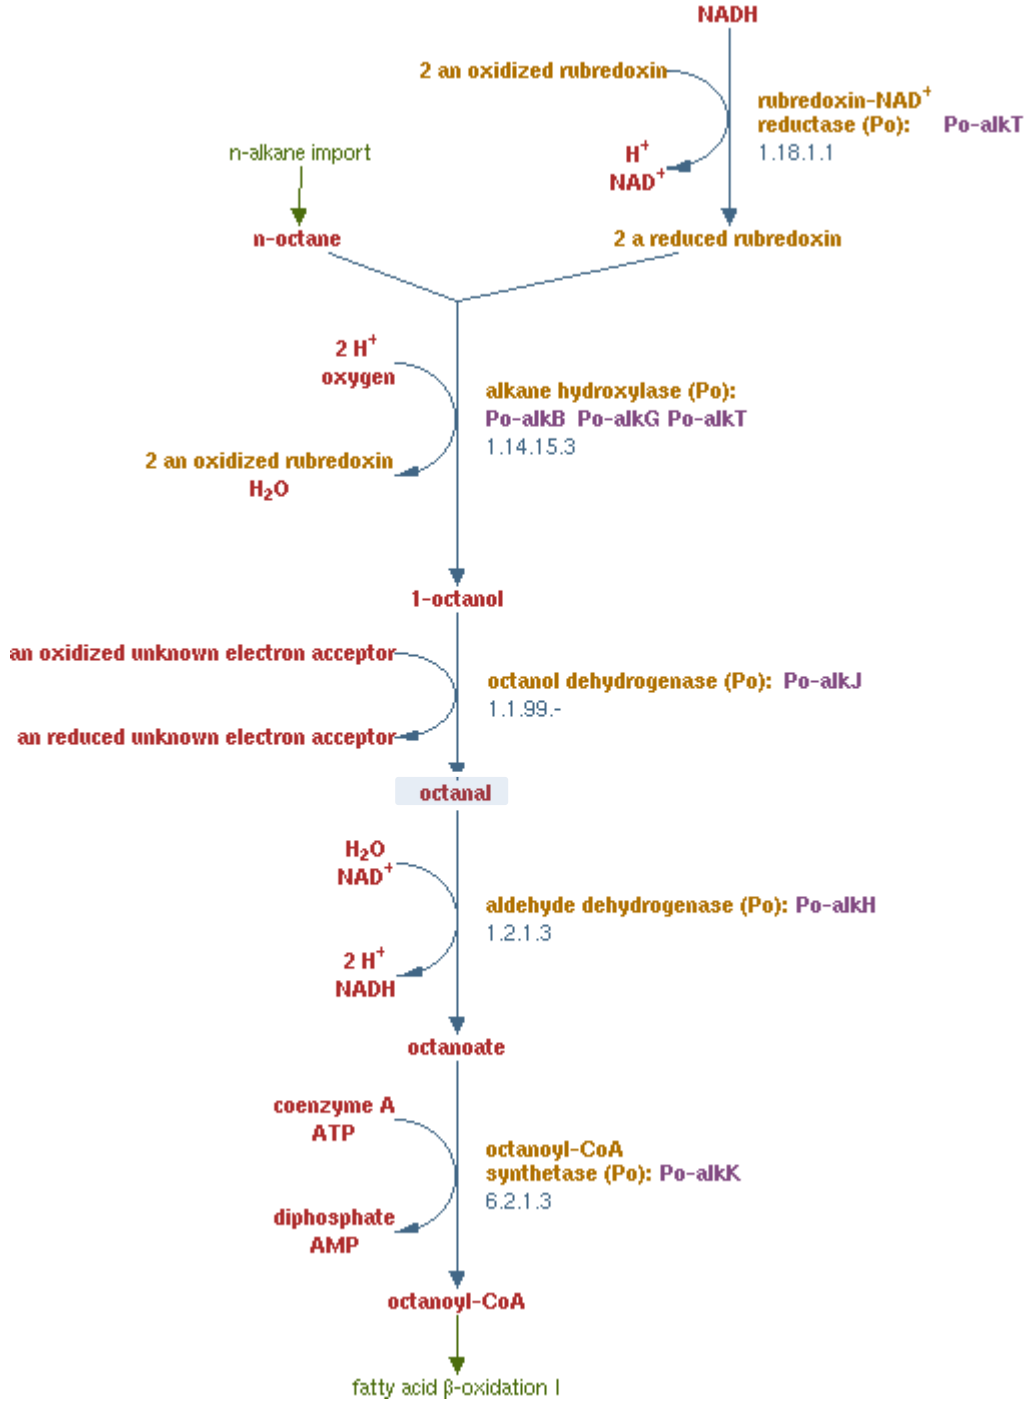 NADH
2 an oxidized rubredoxin
rubredoxin-NAD+
reductase (Po): Po-alkT
1.18.1.1
H+
NAD+
n-alkane import
n-octane
2 a reduced rubredoxin
2 H+
oxygen
alkane hydroxylase (Po):
Po-alkB Po-alkG Po-alkT
1.14.15.3
2 an oxidized rubredoxin
H2O
1-octanol
an oxidized unknown electron acceptor
octanol dehydrogenase (Po): Po-alkJ
1.1.99.-
an reduced unknown electron acceptor
octanal
H2O
NAD+
aldehyde dehydrogenase (Po): Po-alkH
1.2.1.3
2 H+
NADH
octanoate
coenzyme A
ATP
octanoyl-CoA
synthetase (Po): Po-alkK
6.2.1.3
diphosphate
AMP
octanoyl-CoA
fatty acid β-oxidation I